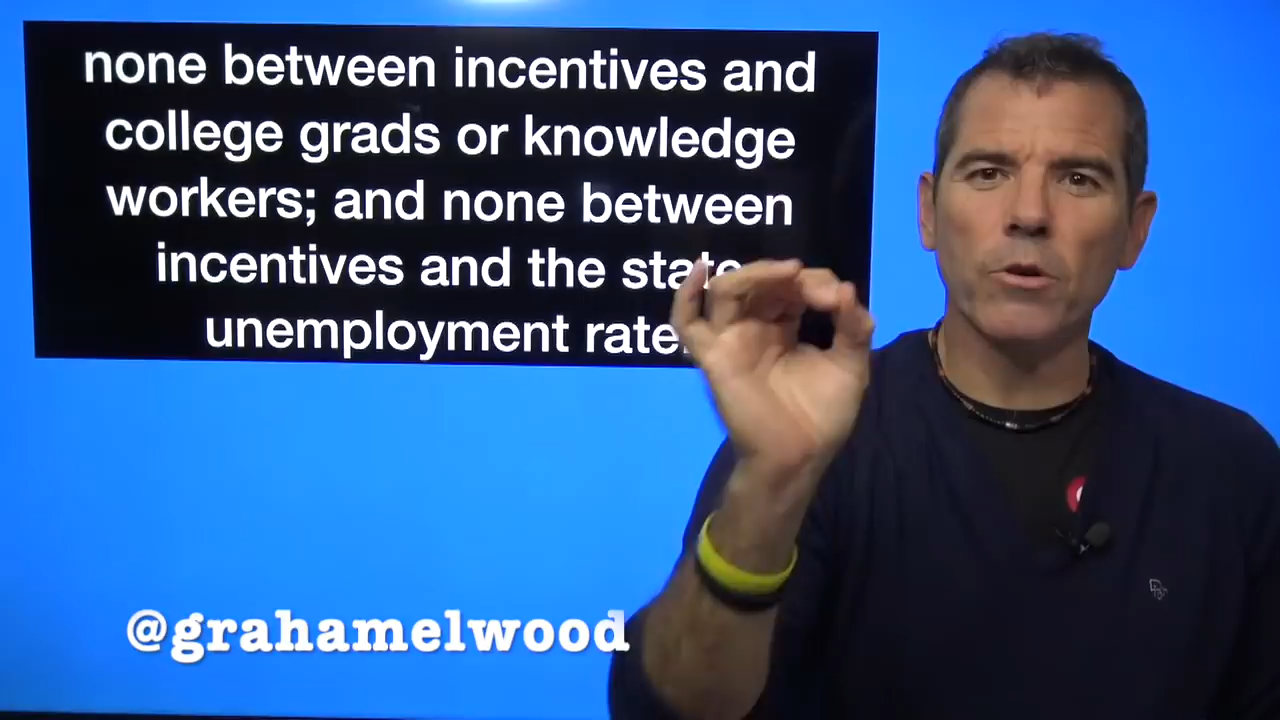 none between incentives and
college grads or knowledge
workers; and none between
incentives and the state
unemployment rate.
@grahamelwood